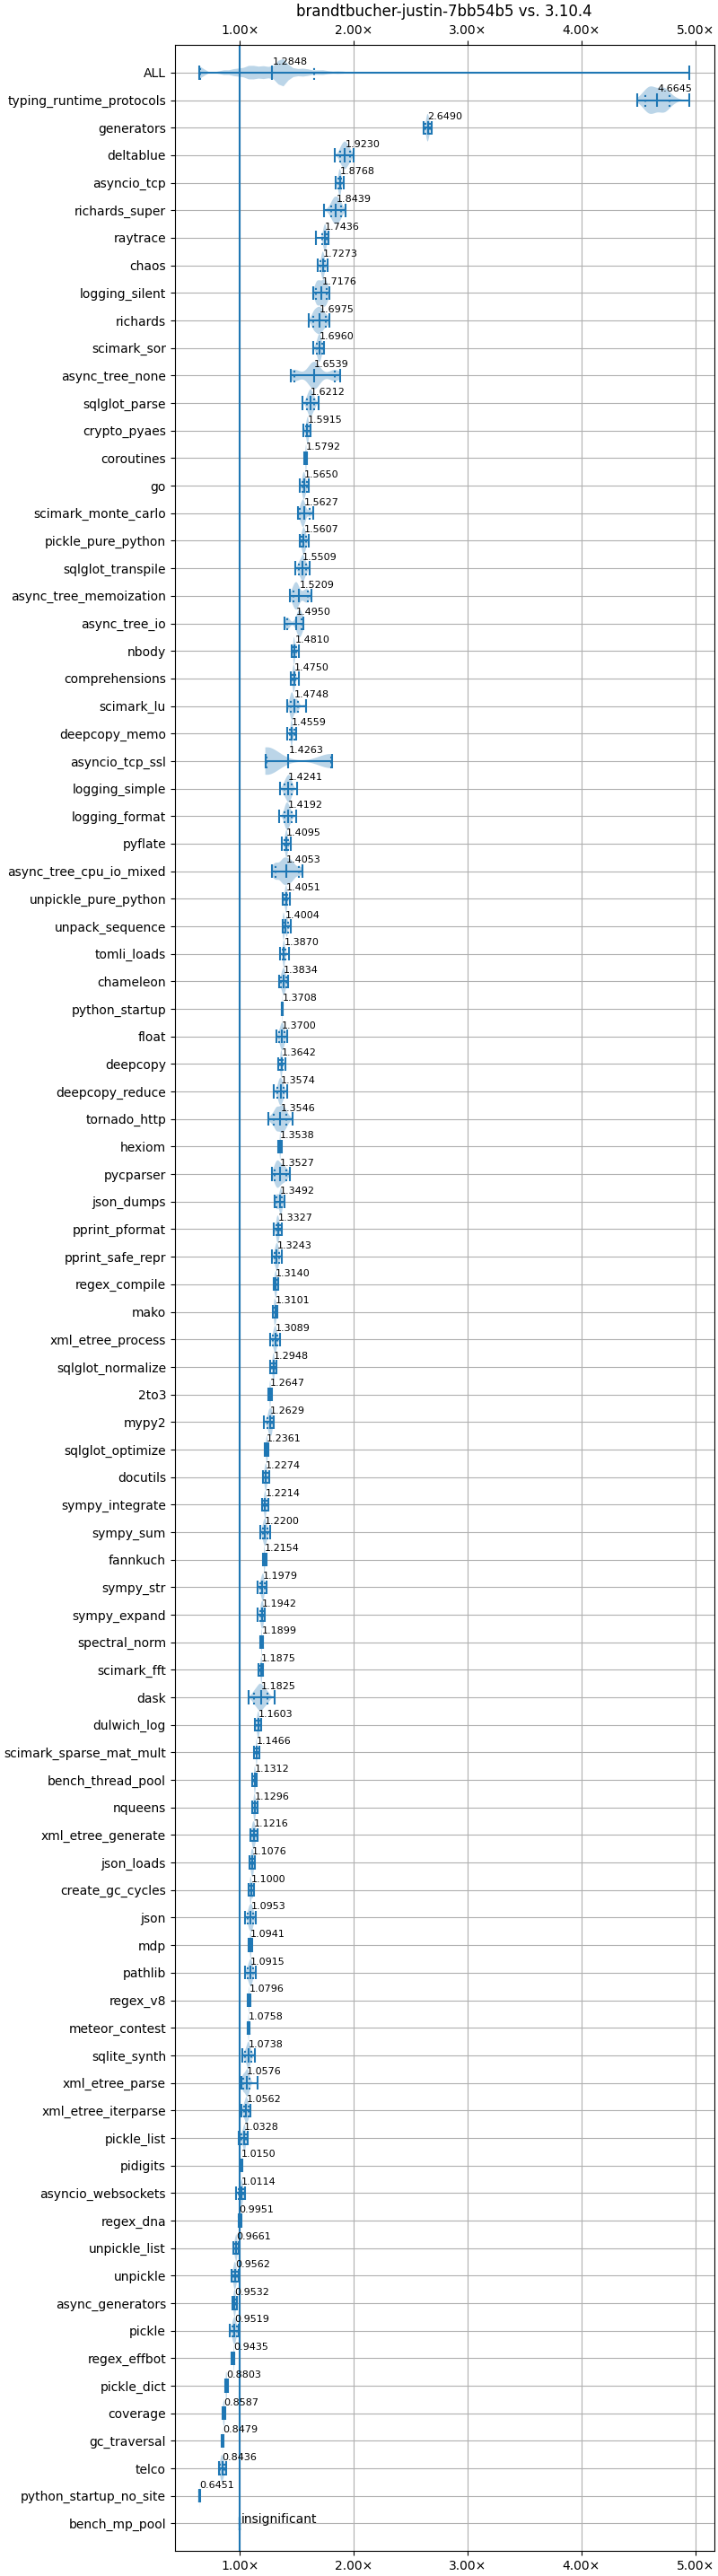 brandtbucher-justin-7bb54b5 vs. 3.10.4
1.00× 2.00× 3.00× 4.00× 5.00×
ALL 1.2848
typing_runtime_protocols 4.6645
generators 2.6490
deltablue 1.9230
asyncio_tcp 1.8768
richards_super 1.8439
raytrace 1.7436
chaos 1.7273
logging_silent 1.7176
richards 1.6975
scimark_sor 1.6960
async_tree_none 1.6539
sqlglot_parse 1.6212
crypto_pyaes 1.5915
coroutines 1.5792
go 1.5650
scimark_monte_carlo 1.5627
pickle_pure_python 1.5607
sqlglot_transpile 1.5509
async_tree_memoization 1.5209
async_tree_io 1.4950
nbody 1.4810
comprehensions 1.4750
scimark_lu 1.4748
deepcopy_memo 1.4559
asyncio_tcp_ssl 1.4263
logging_simple 1.4241
logging_format 1.4192
pyflate 1.4095
async_tree_cpu_io_mixed 1.4053
unpickle_pure_python 1.4051
unpack_sequence 1.4004
tomli_loads 1.3870
chameleon 1.3834
python_startup 1.3708
float 1.3700
deepcopy 1.3642
deepcopy_reduce 1.3574
tornado_http 1.3546
hexiom 1.3538
pycparser 1.3527
json_dumps 1.3492
pprint_pformat 1.3327
pprint_safe_repr 1.3243
regex_compile 1.3140
mako 1.3101
xml_etree_process 1.3089
sqlglot_normalize 1.2948
2to3 1.2647
mypy2 1.2629
sqlglot_optimize 1.2361
docutils 1.2274
sympy_integrate 1.2214
sympy_sum 1.2200
fannkuch 1.2154
sympy_str 1.1979
sympy_expand 1.1942
spectral_norm 1.1899
scimark_fft 1.1875
dask 1.1825
dulwich_log 1.1603
scimark_sparse_mat_mult 1.1466
bench_thread_pool 1.1312
nqueens 1.1296
xml_etree_generate 1.1216
json_loads 1.1076
create_gc_cycles 1.1000
json 1.0953
mdp 1.0941
pathlib 1.0915
regex_v8 1.0796
meteor_contest 1.0758
sqlite_synth 1.0738
xml_etree_parse 1.0576
xml_etree_iterparse 1.0562
pickle_list 1.0328
pidigits 1.0150
asyncio_websockets 1.0114
regex_dna 0.9951
unpickle_list 0.9661
unpickle 0.9562
async_generators 0.9532
pickle 0.9519
regex_effbot 0.9435
pickle_dict 0.8803
coverage 0.8587
gc_traversal 0.8479
telco 0.8436
python_startup_no_site 0.6451
bench_mp_pool insignificant
1.00× 2.00× 3.00× 4.00× 5.00×